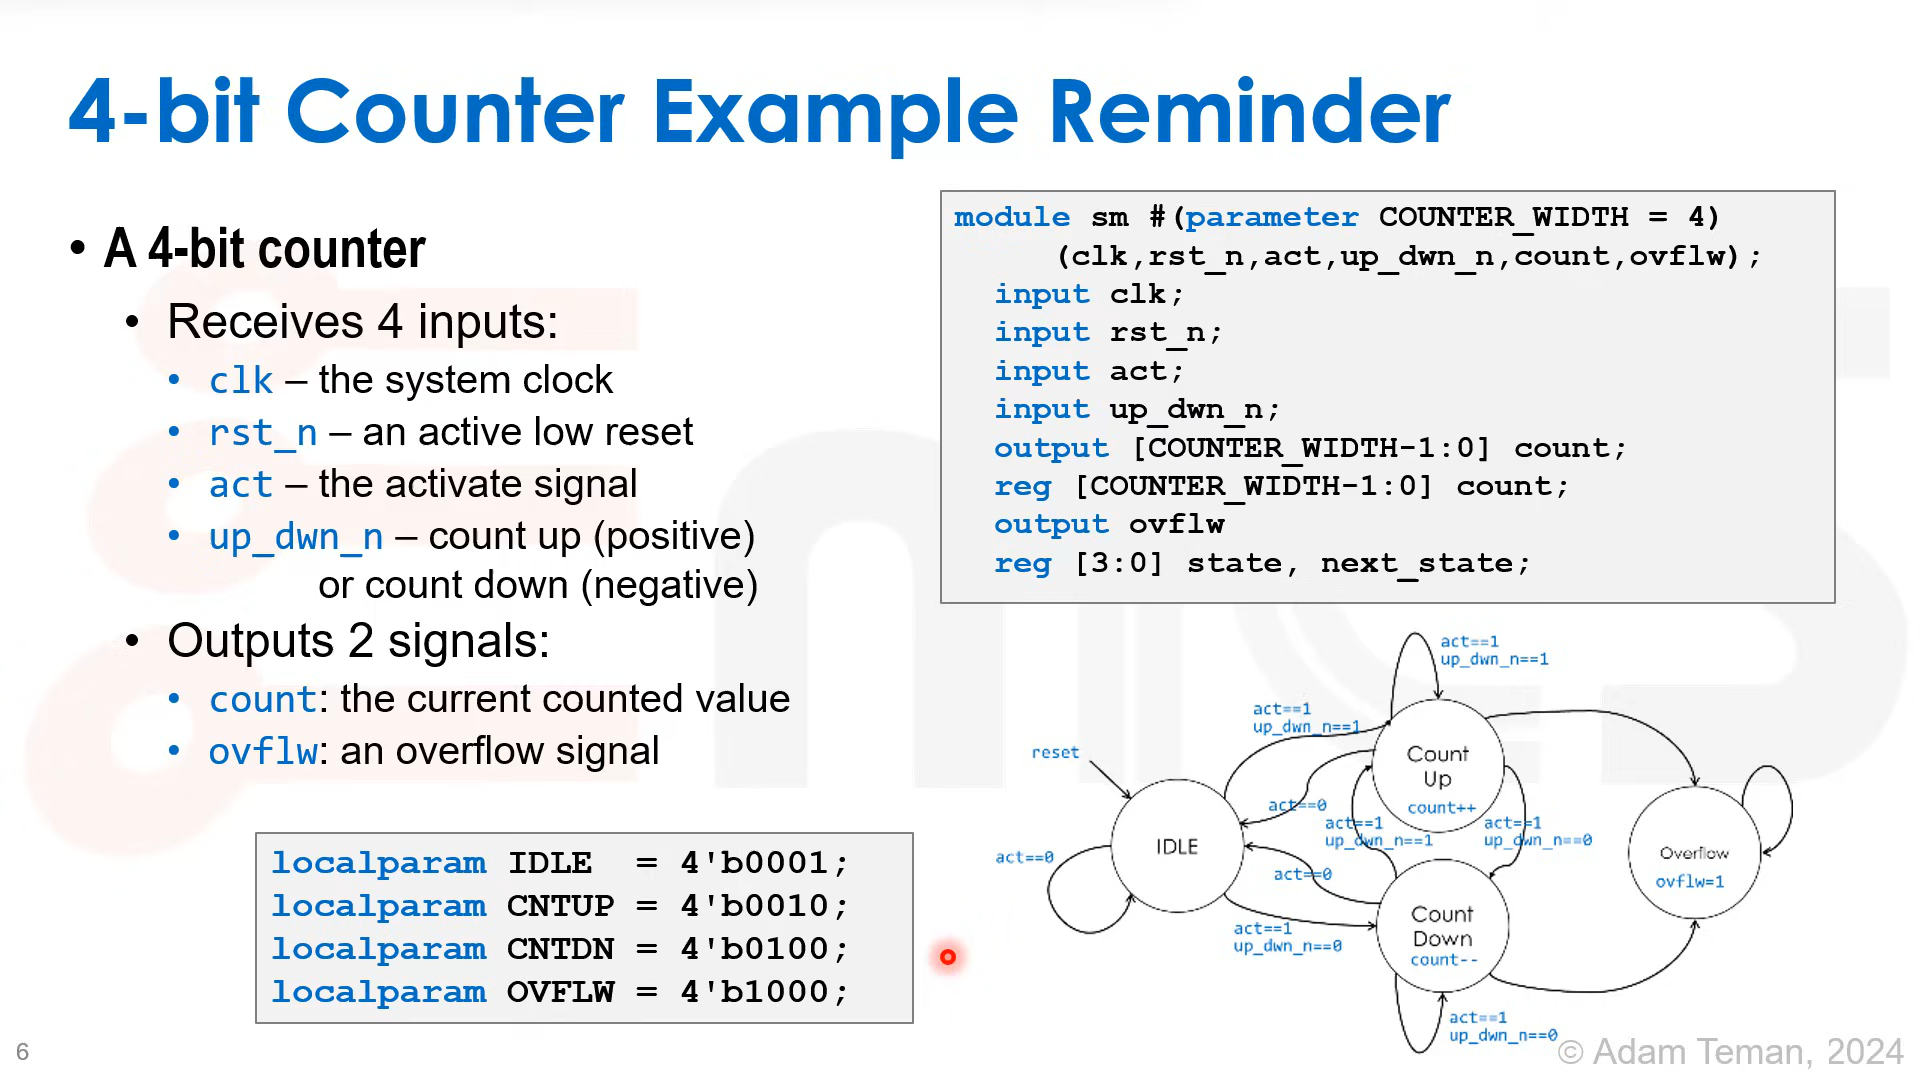 4-bit Counter Example Reminder
• A 4-bit counter
• Receives 4 inputs:
• clk – the system clock
• rst_n – an active low reset
• act – the activate signal
• up_dwn_n – count up (positive)
or count down (negative)
• Outputs 2 signals:
• count: the current counted value
• ovflw: an overflow signal
localparam IDLE  = 4'b0001;
localparam CNTUP = 4'b0010;
localparam CNTDN = 4'b0100;
localparam OVFLW = 4'b1000;
module sm #(parameter COUNTER_WIDTH = 4)
(clk,rst_n,act,up_dwn_n,count,ovflw);
input clk;
input rst_n;
input act;
input up_dwn_n;
output [COUNTER_WIDTH-1:0] count;
reg [COUNTER_WIDTH-1:0] count;
output ovflw
reg [3:0] state, next_state;
act==1
up_dwn_n==1
act==1
up_dwn_n==1
reset
Count
Up
count++
act==0
act==1
up_dwn_n==1
act==1
up_dwn_n==0
IDLE
act==0
act==0
Overflow
ovflw=1
act==1
up_dwn_n==0
Count
Down
count--
act==1
up_dwn_n==0
6
© Adam Teman, 2024